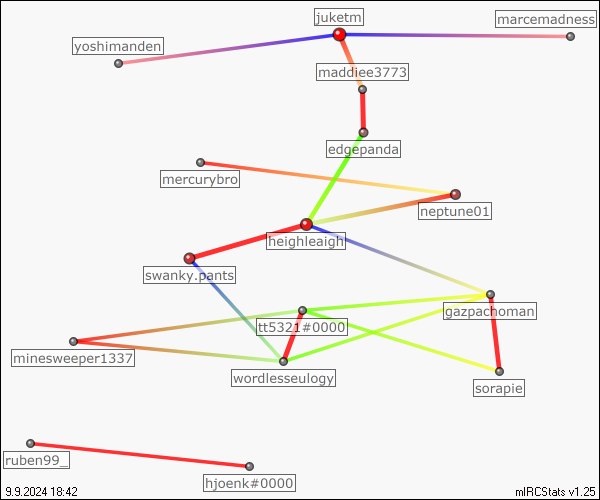 juketm
marcemadness
yoshimanden
maddiee3773
edgepanda
mercurybro
neptune01
heighleaigh
swanky.pants
gazpachoman
tt5321#0000
minesweeper1337
wordlesseulogy
sorapie
ruben99_
hjoenk#0000
9.9.2024 18:42
mIRCStats v1.25